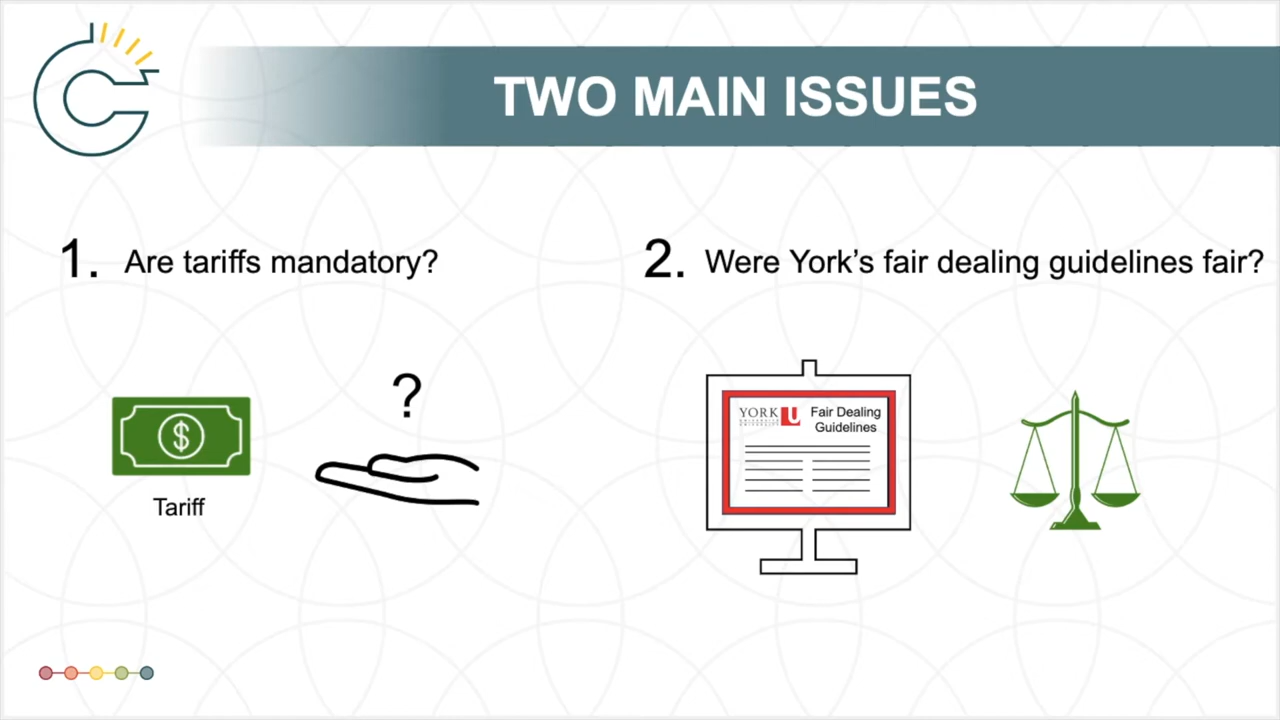 TWO MAIN ISSUES
1. Are tariffs mandatory?
$
?
Tariff
2. Were York’s fair dealing guidelines fair?
YORK U
Fair Dealing
Guidelines